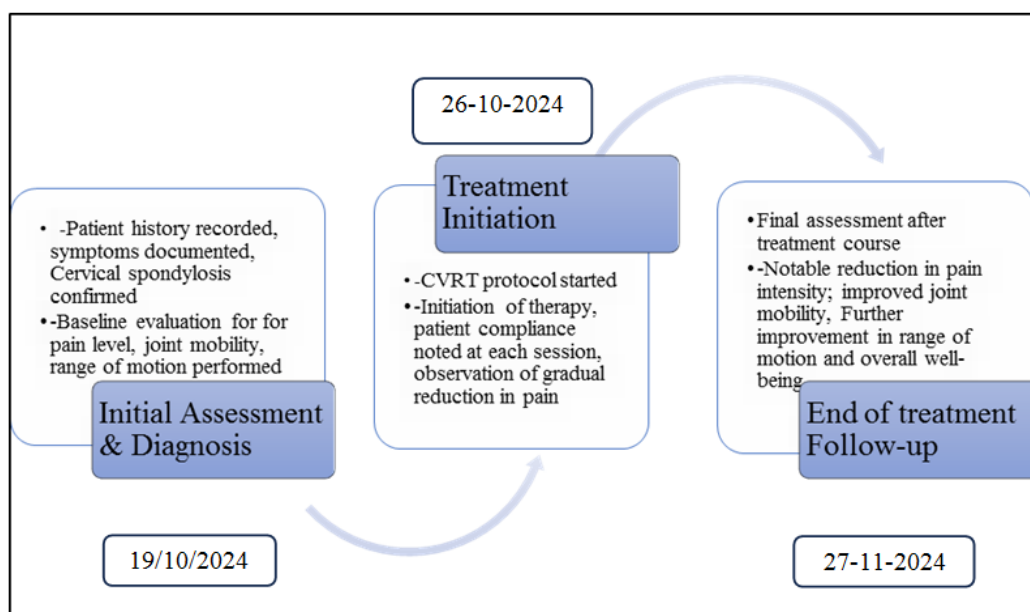 • -Patient history recorded,
symptoms documented,
Cervical spondylosis
confirmed
•-Baseline evaluation for for
pain level, joint mobility,
range of motion performed
Initial Assessment
& Diagnosis
19/10/2024
26-10-2024
Treatment
Initiation
•-CVRT protocol started
•-Initiation of therapy,
patient compliance
noted at each session,
observation of gradual
reduction in pain
•Final assessment after
treatment course
•-Notable reduction in pain
intensity; improved joint
mobility, Further
improvement in range of
motion and overall well-
being
End of treatment
Follow-up
27-11-2024